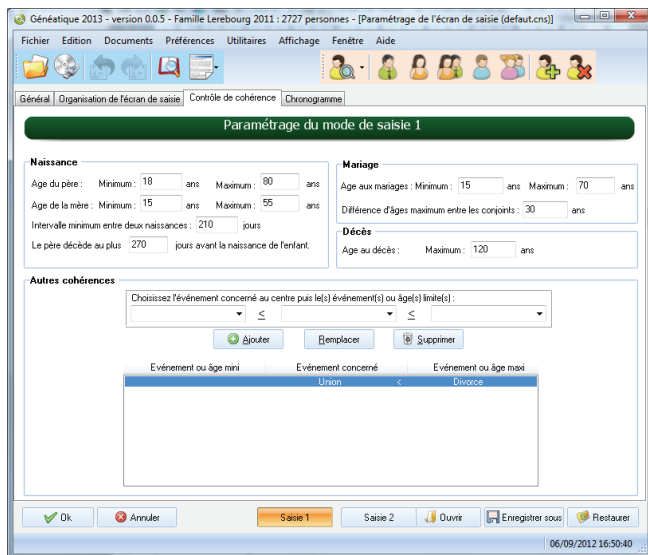 Généatique 2013 - version 0.0.5 - Famille Lerebourg 2011 : 2727 personnes - [Paramétrage de l'écran de saisie (defaut.cns)]
Fichier Edition Documents Préférences Utilitaires Affichage Fenêtre Aide
Général Organisation de l'écran de saisie Contrôle de cohérence Chronogramme
Paramétrage du mode de saisie 1
Naissance
Age du père : Minimum : 18 ans Maximum : 80 ans
Age de la mère : Minimum : 15 ans Maximum : 55 ans
Intervalle minimum entre deux naissances : 210 jours
Le père décède au plus 270 jours avant la naissance de l'enfant.
Mariage
Age aux mariages : Minimum : 15 ans Maximum : 70 ans
Différence d'âges maximum entre les conjoints : 30 ans
Décès
Age au décès : Maximum : 120 ans
Autres cohérences
Choisissez l'événement concerné au centre puis le(s) événement(s) ou âge(s) limite(s) :
≤ ≤
Ajouter Remplacer Supprimer
Evénement ou âge mini Evénement concerné Evénement ou âge maxi
Union < Divorce
Ok Annuler Saisie 1 Saisie 2 Ouvrir Enregistrer sous Restaurer
06/09/2012 16:50:40